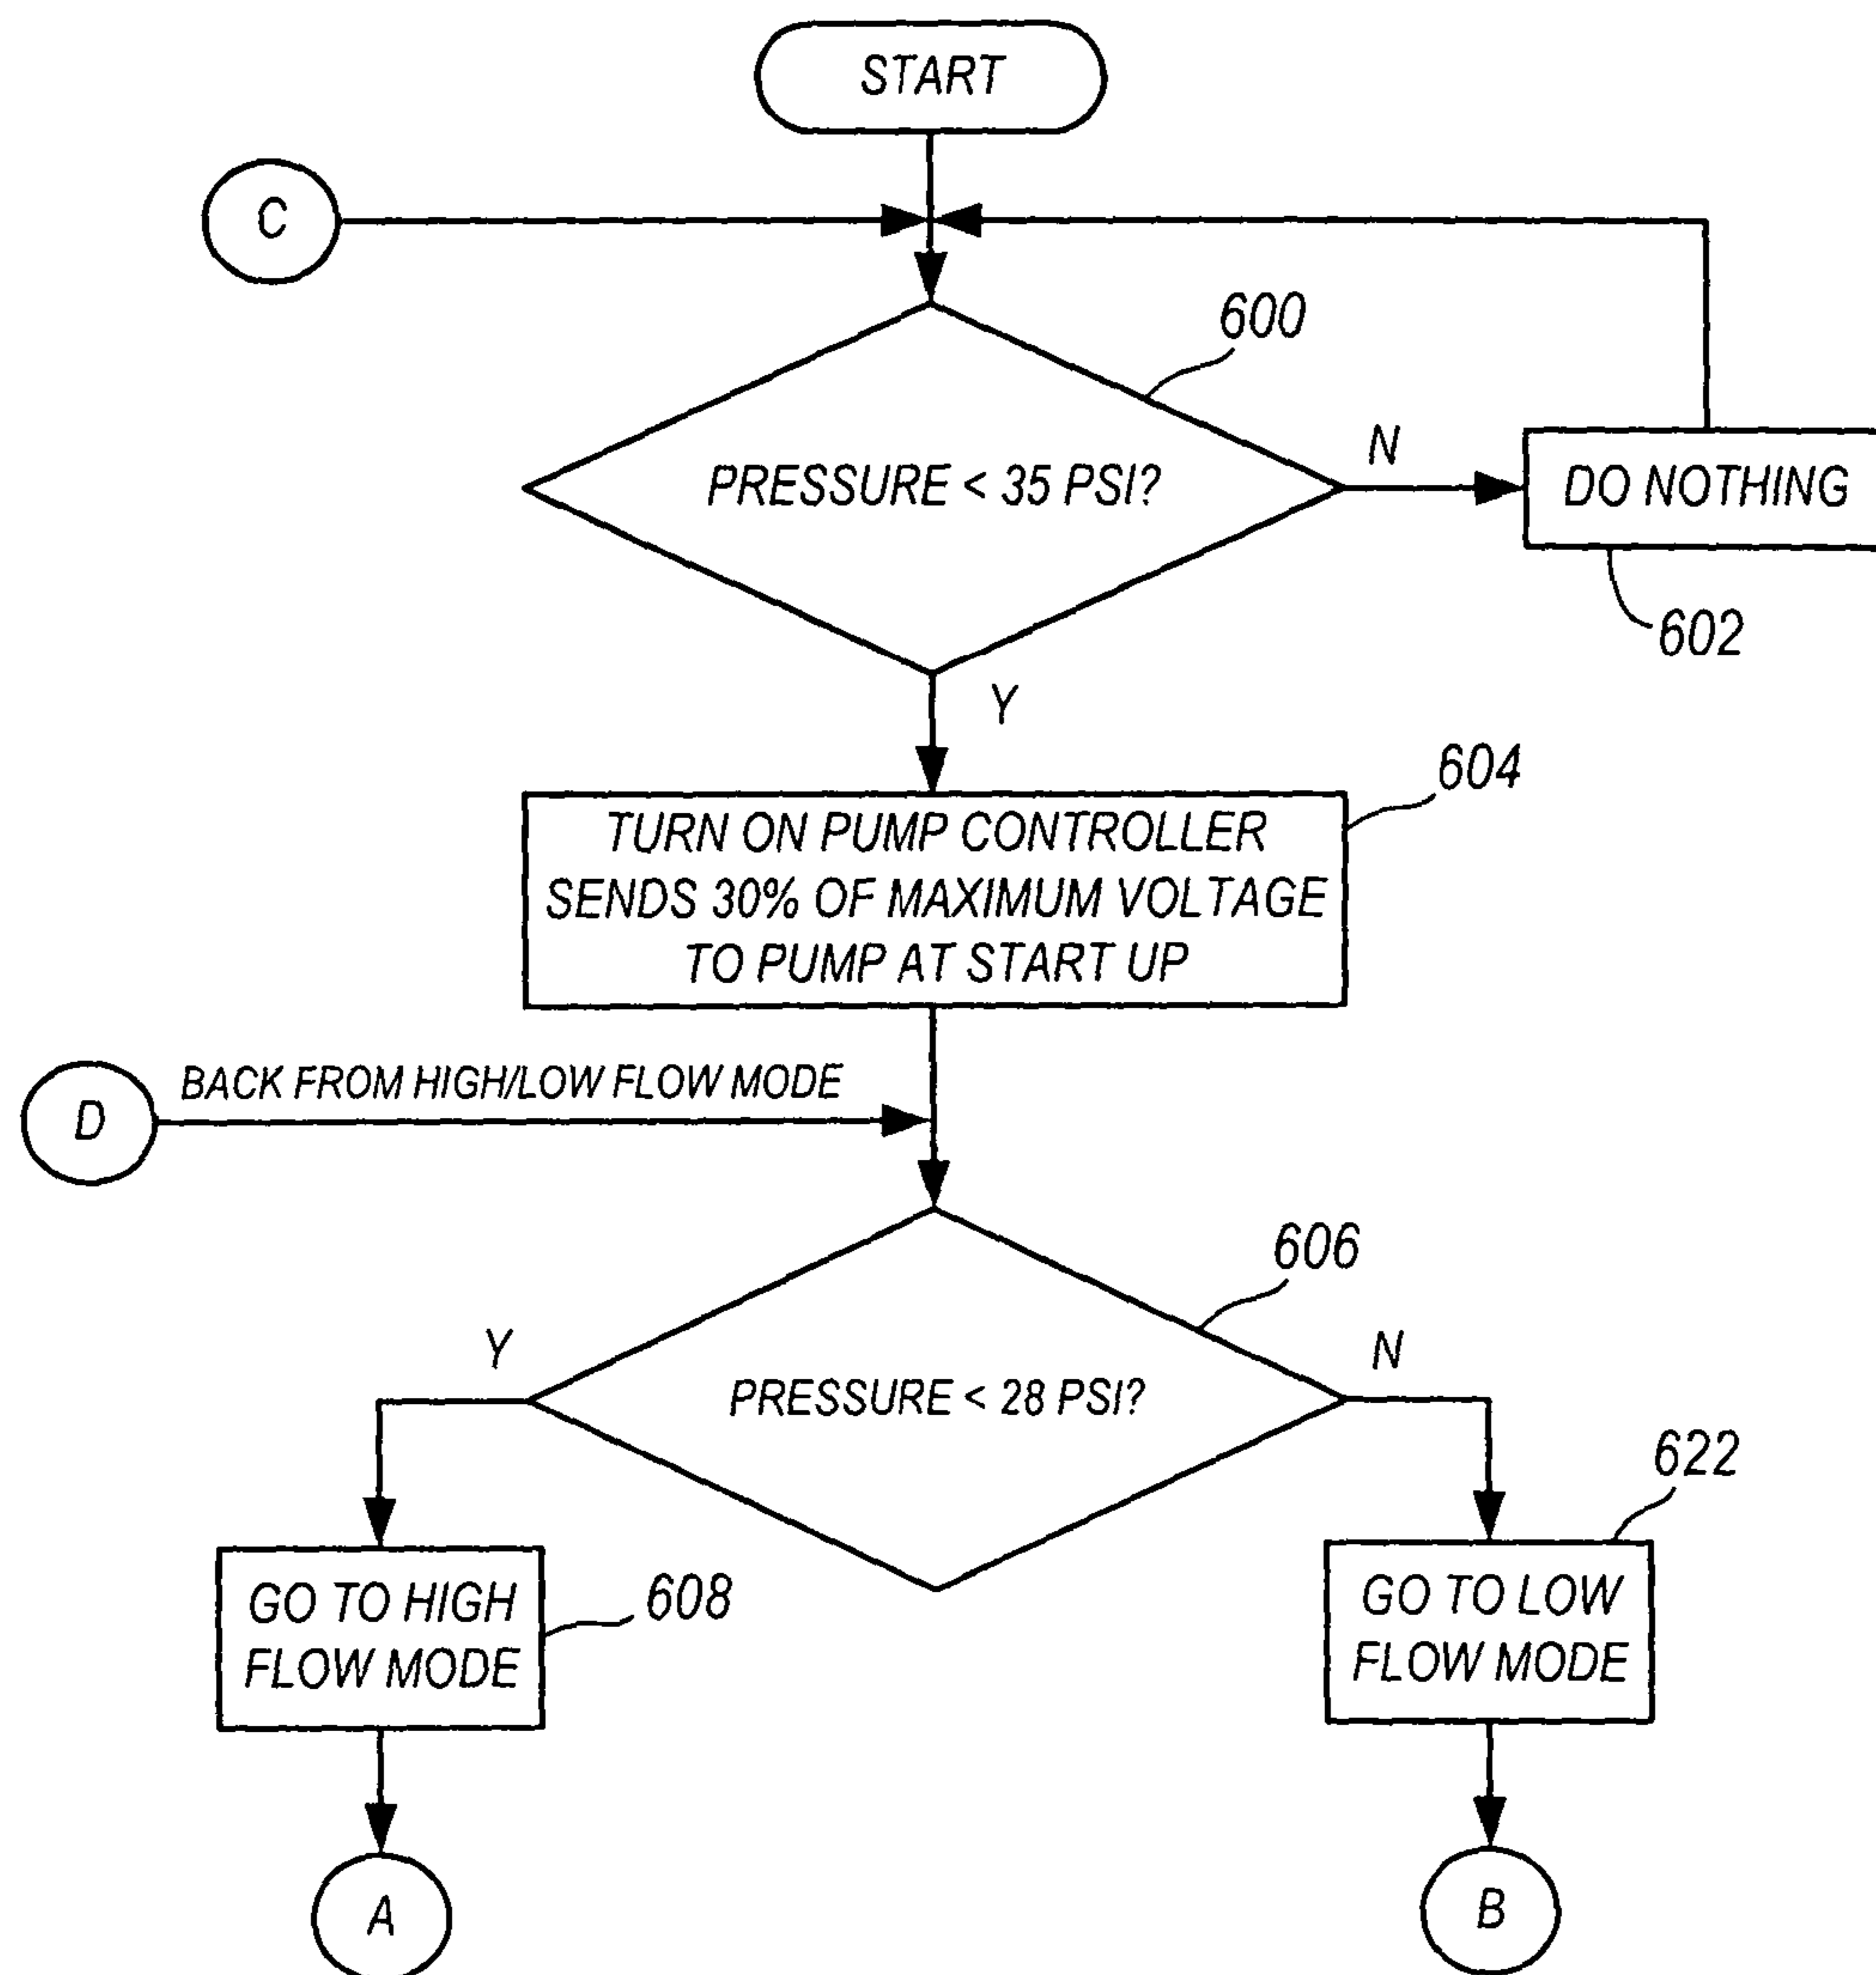 START
C
600
PRESSURE < 35 PSI?
N
DO NOTHING
602
Y
604
TURN ON PUMP CONTROLLER
SENDS 30% OF MAXIMUM VOLTAGE
TO PUMP AT START UP
D
BACK FROM HIGH/LOW FLOW MODE
606
Y
PRESSURE < 28 PSI?
N
622
GO TO HIGH
FLOW MODE
608
GO TO LOW
FLOW MODE
A
B